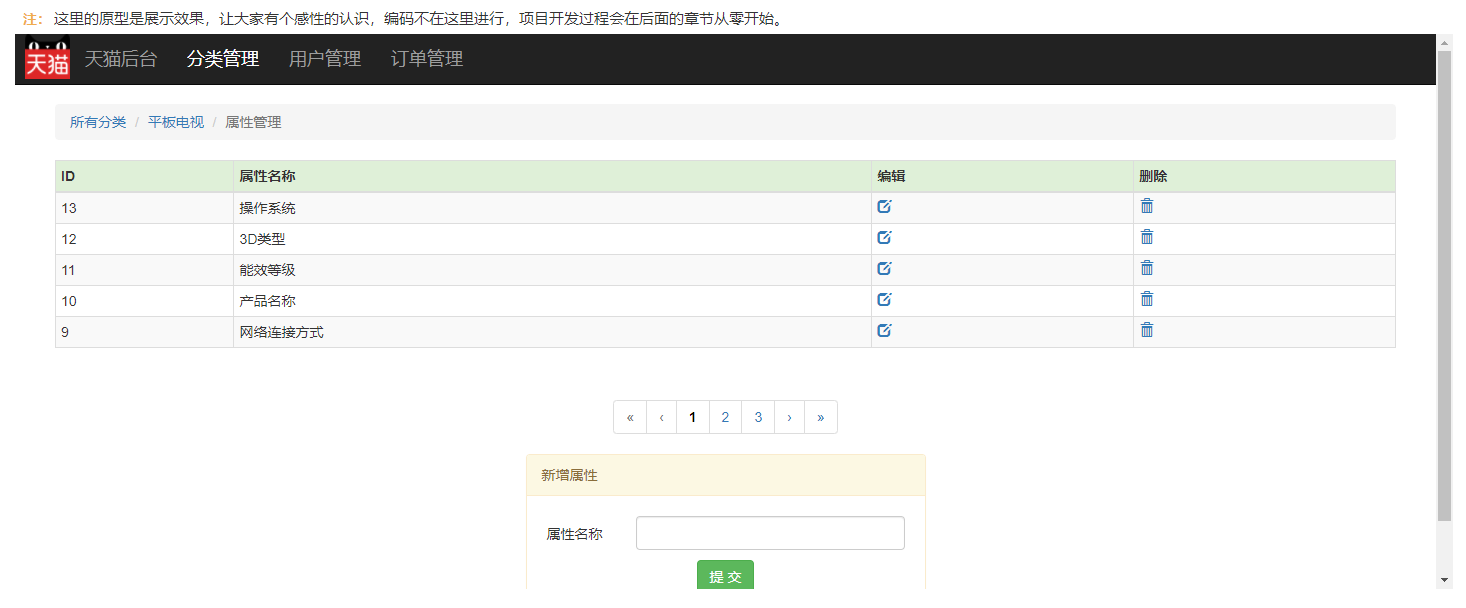 注: 这里的原型是展示效果，让大家有个感性的认识，编码不在这里进行，项目开发过程会在后面的章节从零开始。
天猫 天猫后台 分类管理 用户管理 订单管理
所有分类 / 平板电视 / 属性管理
ID 属性名称 编辑 删除
13 操作系统
12 3D类型
11 能效等级
10 产品名称
9 网络连接方式
« ‹ 1 2 3 › »
新增属性
属性名称
提 交